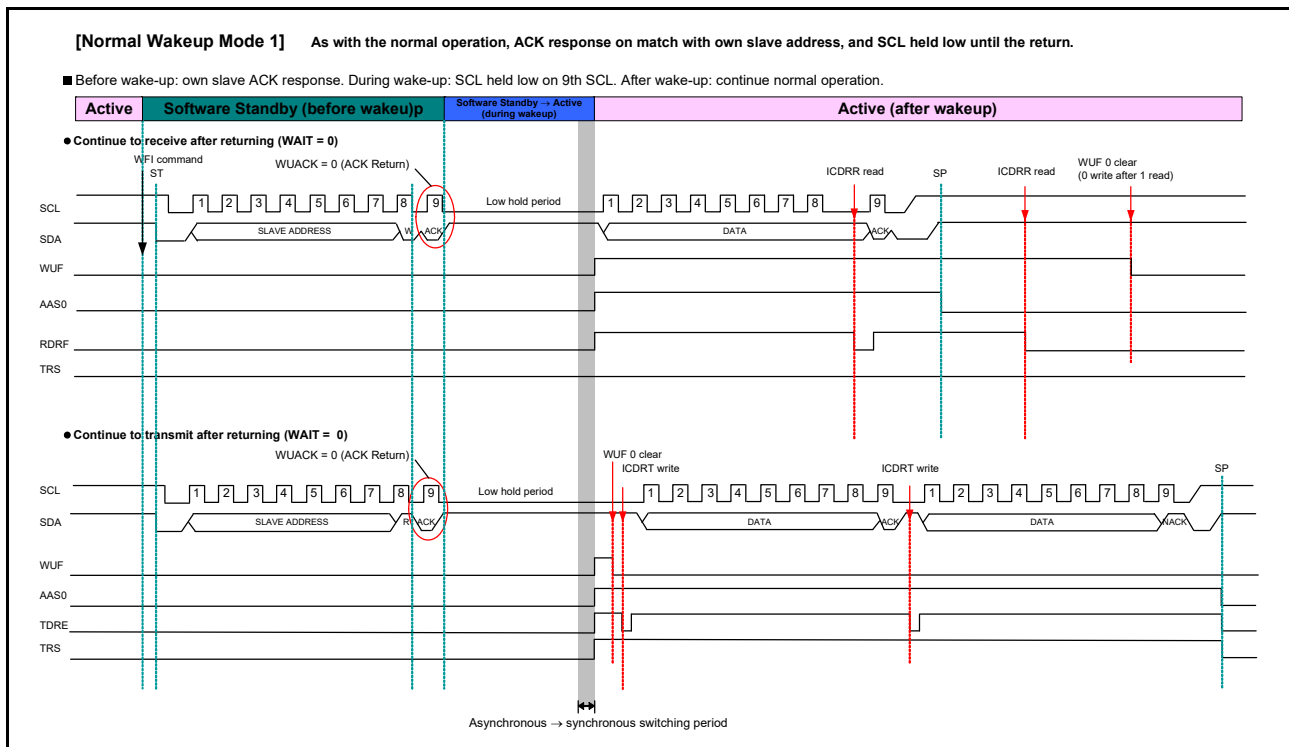 [Normal Wakeup Mode 1] As with the normal operation, ACK response on match with own slave address, and SCL held low until the return.
■ Before wake-up: own slave ACK response. During wake-up: SCL held low on 9th SCL. After wake-up: continue normal operation.
Active Software Standby (before wakeu)p Software Standby → Active Active (after wakeup)
(during wakeup)
● Continue to receive after returning (WAIT = 0)
WFI command
ST
WUACK = 0 (ACK Return)
ICDRR read SP ICDRR read WUF 0 clear
(0 write after 1 read)
SCL 1 2 3 4 5 6 7 8 9 Low hold period 1 2 3 4 5 6 7 8 9
SDA SLAVE ADDRESS W ACK DATA ACK
WUF
AAS0
RDRF
TRS
● Continue to transmit after returning (WAIT = 0)
WUACK = 0 (ACK Return) WUF 0 clear
ICDRT write ICDRT write SP
SCL 1 2 3 4 5 6 7 8 9 Low hold period 1 2 3 4 5 6 7 8 9 1 2 3 4 5 6 7 8 9
SDA SLAVE ADDRESS R ACK DATA ACK DATA NACK
WUF
AAS0
TDRE
TRS
Asynchronous → synchronous switching period